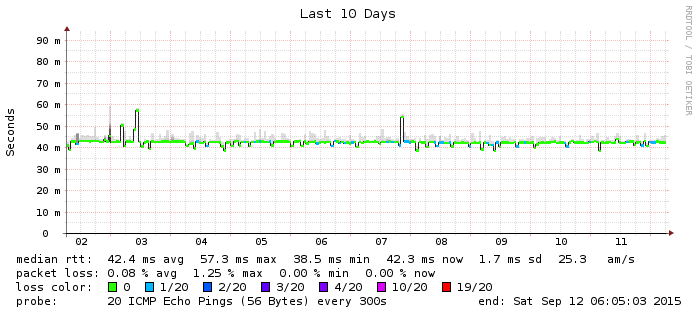 Last 10 Days
RRDTOOL / TOBI OETIKER
Seconds
90 m
80 m
70 m
60 m
50 m
40 m
30 m
20 m
10 m
0
02 03 04 05 06 07 08 09 10 11
median rtt: 42.4 ms avg 57.3 ms max 38.5 ms min 42.3 ms now 1.7 ms sd 25.3 am/s
packet loss: 0.08 % avg 1.25 % max 0.00 % min 0.00 % now
loss color: 0 1/20 2/20 3/20 4/20 10/20 19/20
probe: 20 ICMP Echo Pings (56 Bytes) every 300s end: Sat Sep 12 06:05:03 2015